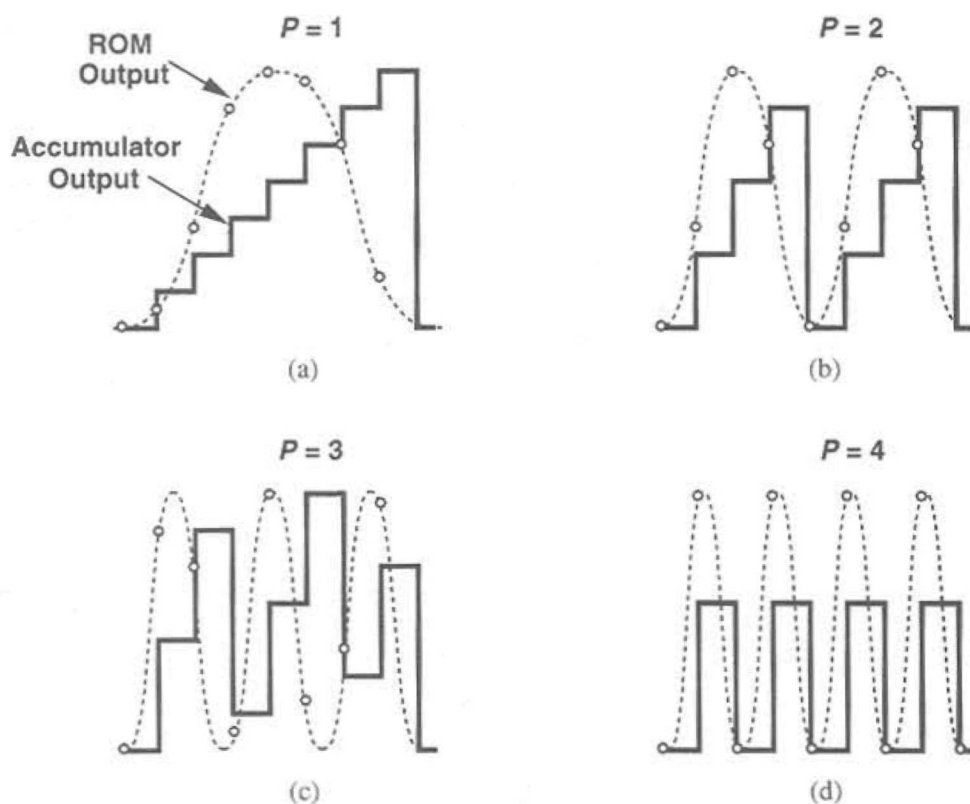 P = 1
ROM
Output
Accumulator
Output
(a)
P = 2
(b)
P = 3
(c)
P = 4
(d)